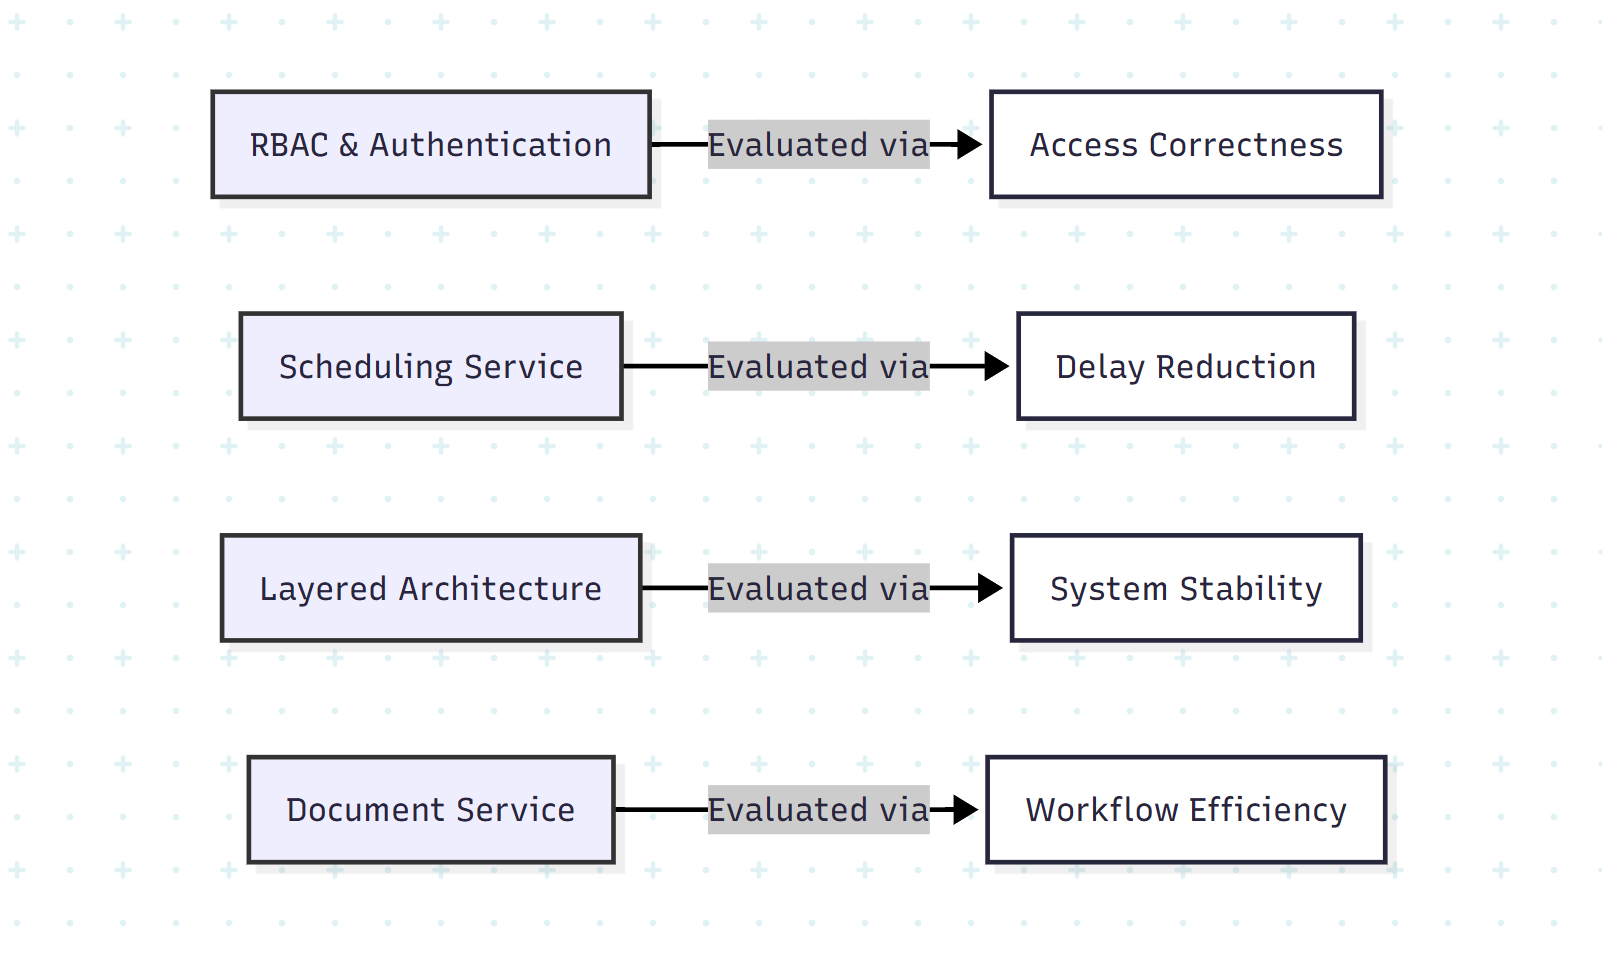 RBAC & Authentication
Evaluated via
Access Correctness
Scheduling Service
Evaluated via
Delay Reduction
Layered Architecture
Evaluated via
System Stability
Document Service
Evaluated via
Workflow Efficiency